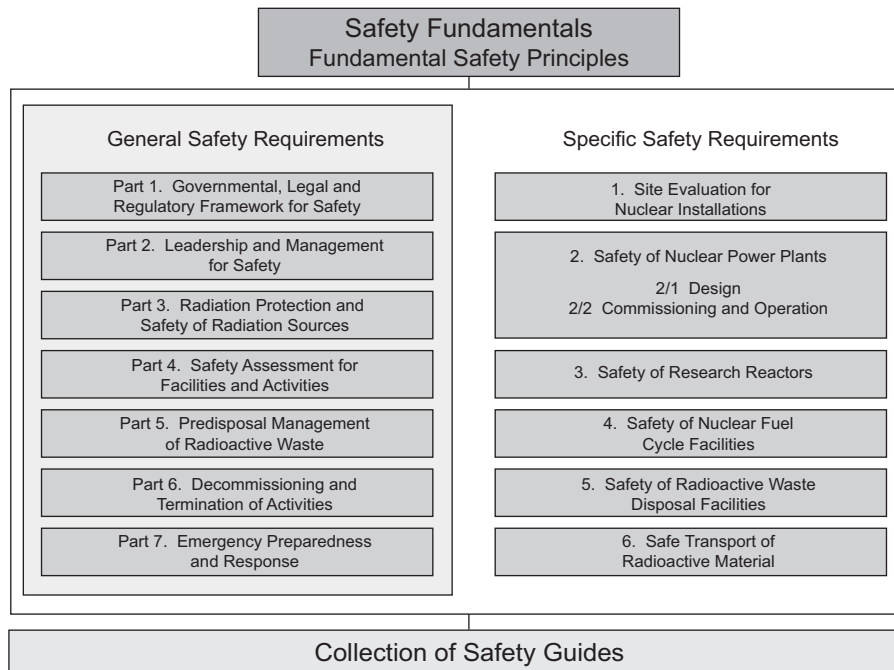 Safety Fundamentals
Fundamental Safety Principles
General Safety Requirements
Part 1. Governmental, Legal and
Regulatory Framework for Safety
Part 2. Leadership and Management
for Safety
Part 3. Radiation Protection and
Safety of Radiation Sources
Part 4. Safety Assessment for
Facilities and Activities
Part 5. Predisposal Management
of Radioactive Waste
Part 6. Decommissioning and
Termination of Activities
Part 7. Emergency Preparedness
and Response
Specific Safety Requirements
1. Site Evaluation for
Nuclear Installations
2. Safety of Nuclear Power Plants
2/1 Design
2/2 Commissioning and Operation
3. Safety of Research Reactors
4. Safety of Nuclear Fuel
Cycle Facilities
5. Safety of Radioactive Waste
Disposal Facilities
6. Safe Transport of
Radioactive Material
Collection of Safety Guides